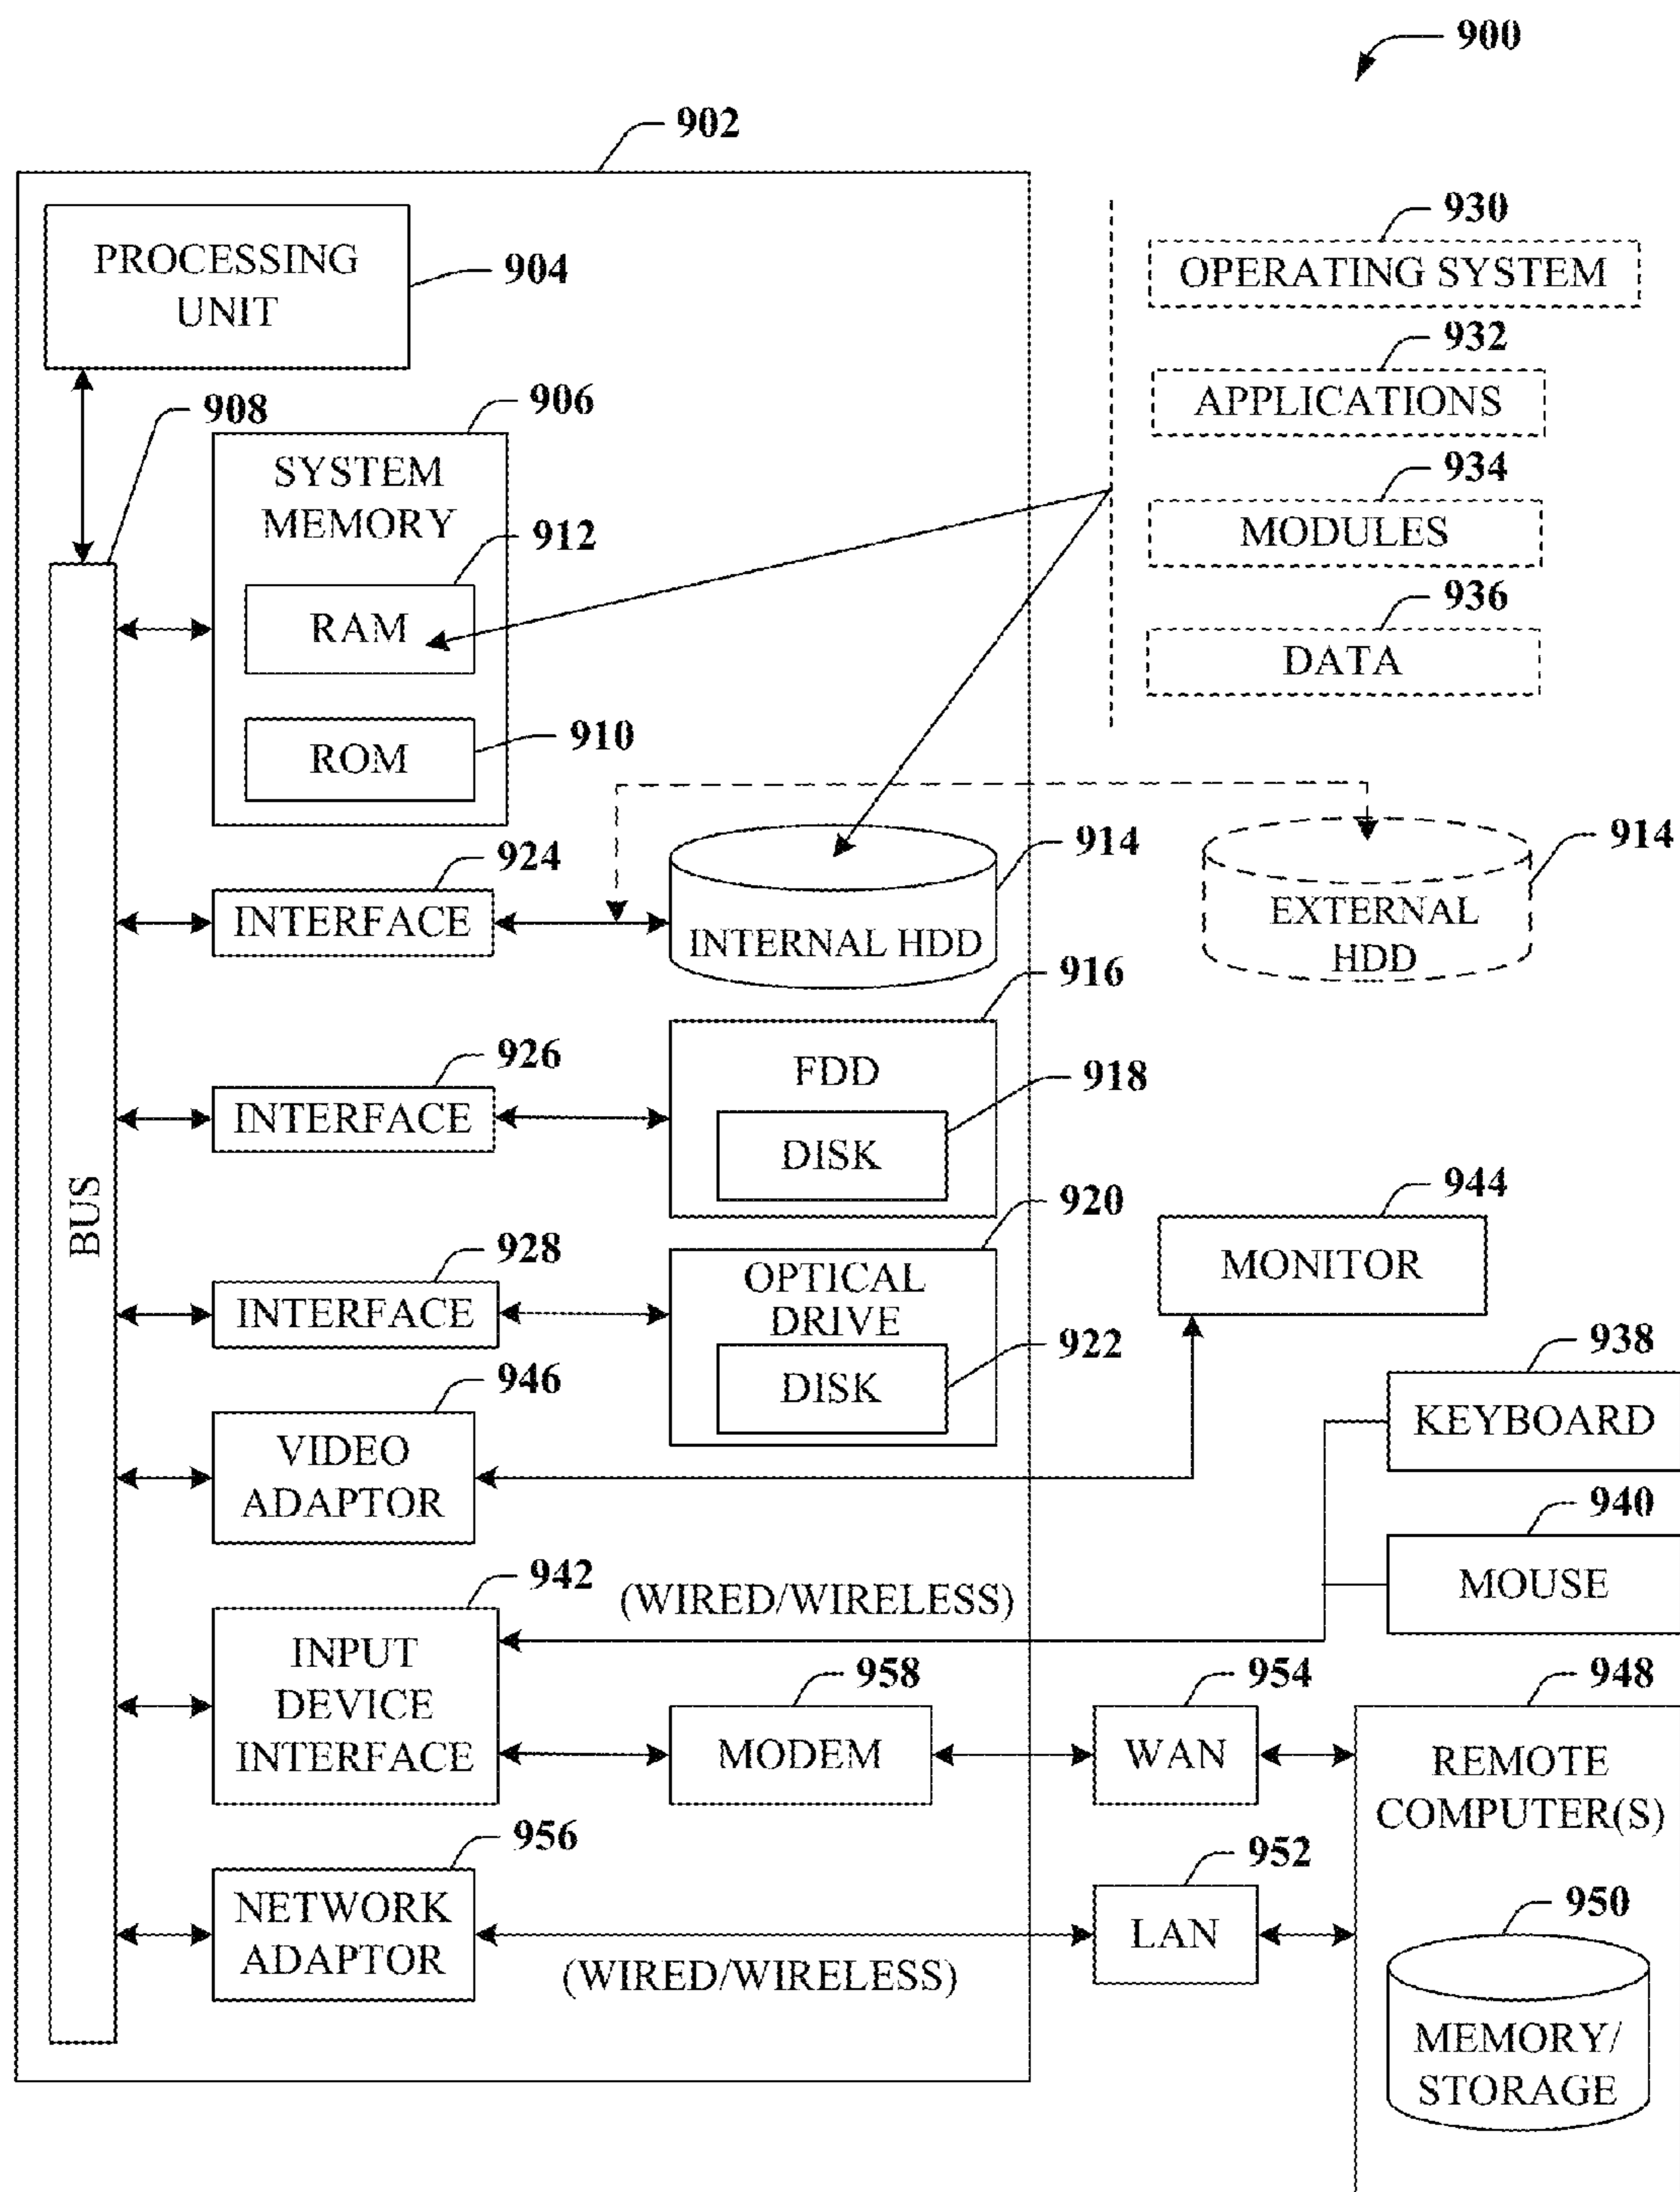 900
902
PROCESSING
UNIT
904
930
OPERATING SYSTEM
932
APPLICATIONS
934
MODULES
936
DATA
908
906
SYSTEM
MEMORY
912
RAM
910
ROM
924
INTERFACE
914
INTERNAL HDD
914
EXTERNAL
HDD
916
FDD
918
DISK
926
INTERFACE
BUS
920
OPTICAL
DRIVE
922
DISK
928
INTERFACE
944
MONITOR
946
VIDEO
ADAPTOR
938
KEYBOARD
940
MOUSE
942
(WIRED/WIRELESS)
INPUT
DEVICE
INTERFACE
958
MODEM
954
WAN
948
REMOTE
COMPUTER(S)
956
NETWORK
ADAPTOR
(WIRED/WIRELESS)
952
LAN
950
MEMORY/
STORAGE